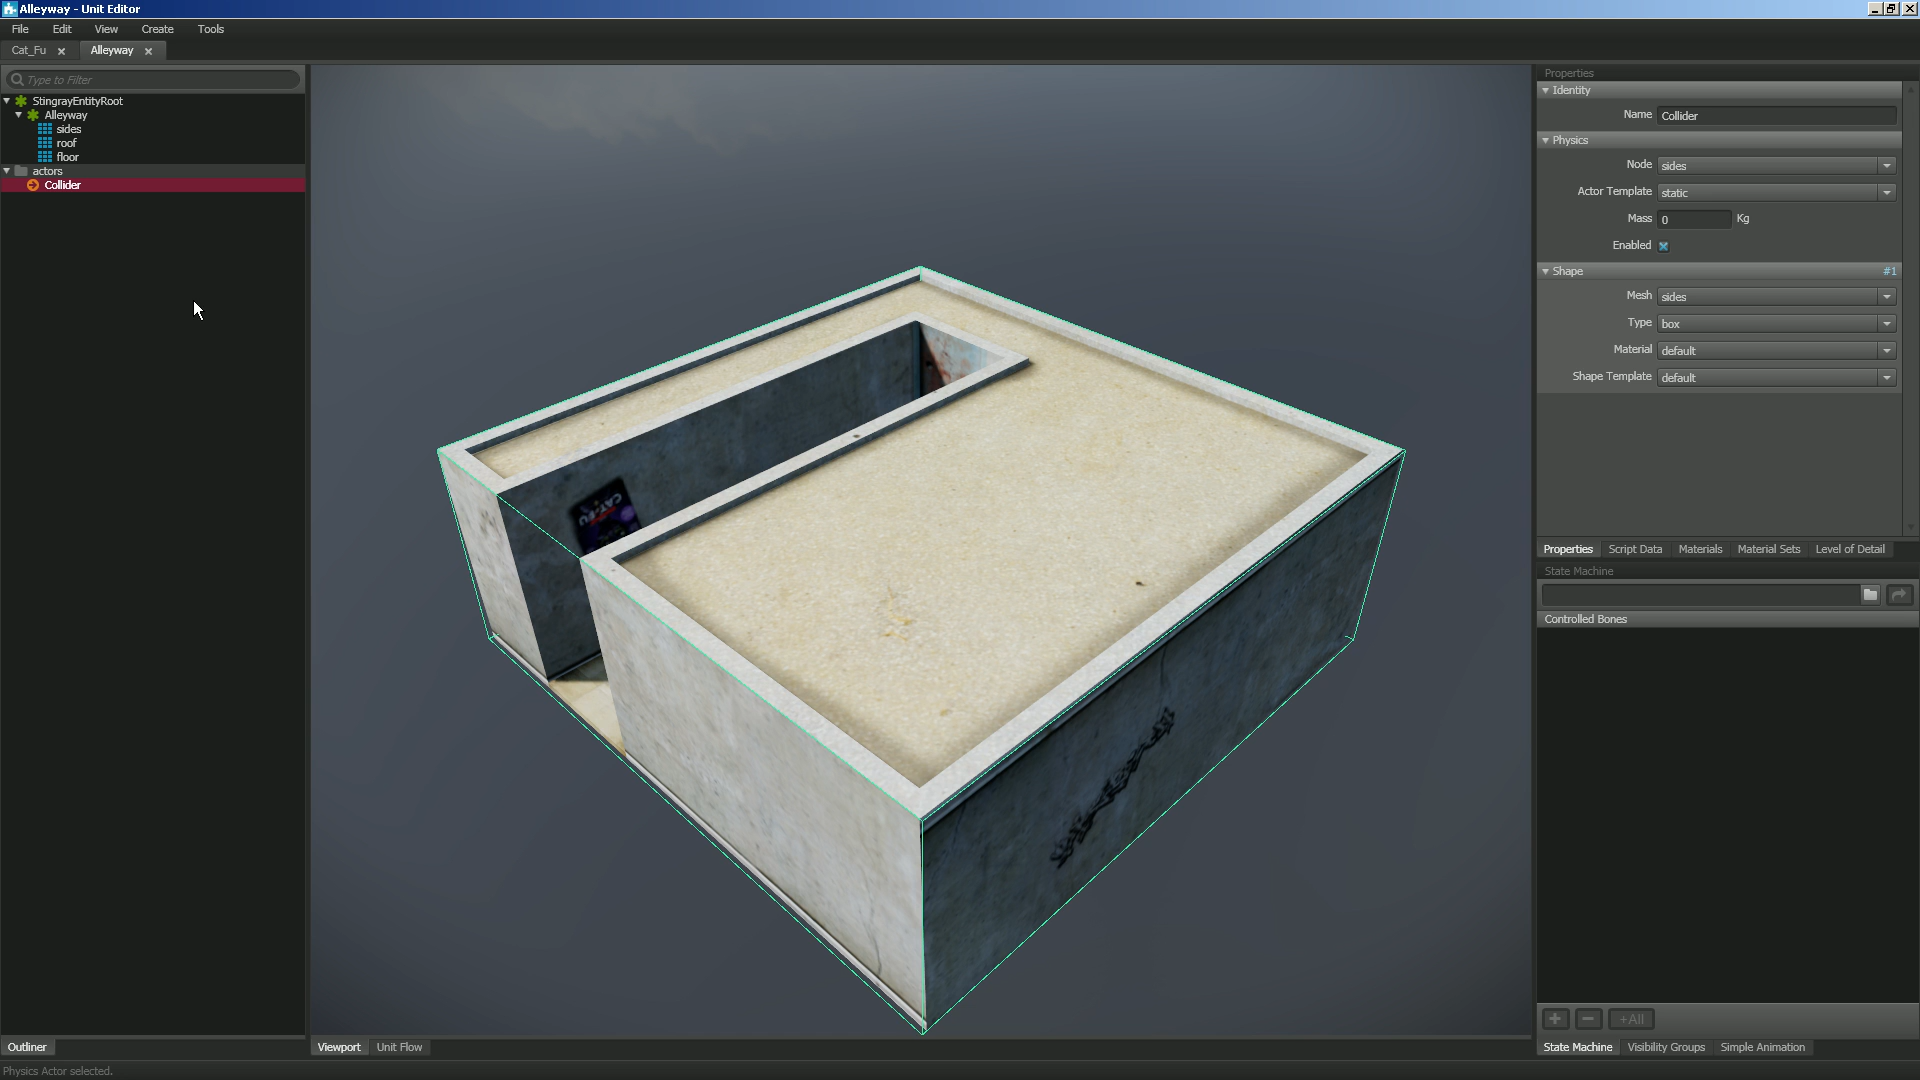 Alleyway - Unit Editor
File Edit View Create Tools
Cat_Fu Alleyway
Type to Filter
StingrayEntityRoot
Alleyway
sides
roof
floor
actors
Collider
CAT-FU
Properties
Identity
Name Collider
Physics
Node sides
Actor Template static
Mass 0 Kg
Enabled
Shape #1
Mesh sides
Type box
Material default
Shape Template default
Properties Script Data Materials Material Sets Level of Detail
State Machine
Controlled Bones
+All
State Machine Visibility Groups Simple Animation
Outliner
Viewport Unit Flow
Physics Actor selected.